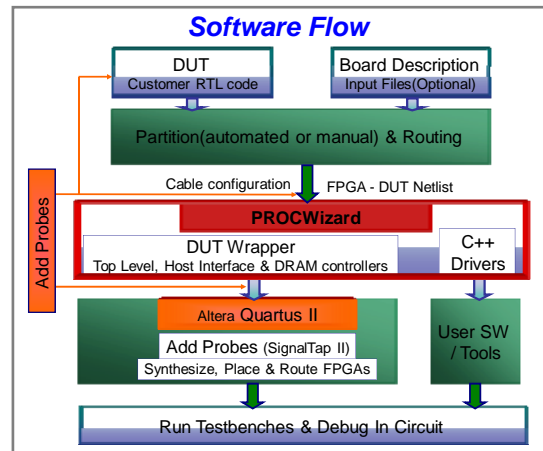 Software Flow
DUT
Customer RTL code
Board Description
Input Files(Optional)
Partition(automated or manual) & Routing
Cable configuration
FPGA - DUT Netlist
Add Probes
PROCWizard
DUT Wrapper
Top Level, Host Interface & DRAM controllers
C++
Drivers
Altera Quartus II
Add Probes (SignalTap II)
Synthesize, Place & Route FPGAs
User SW
/ Tools
Run Testbenches & Debug In Circuit